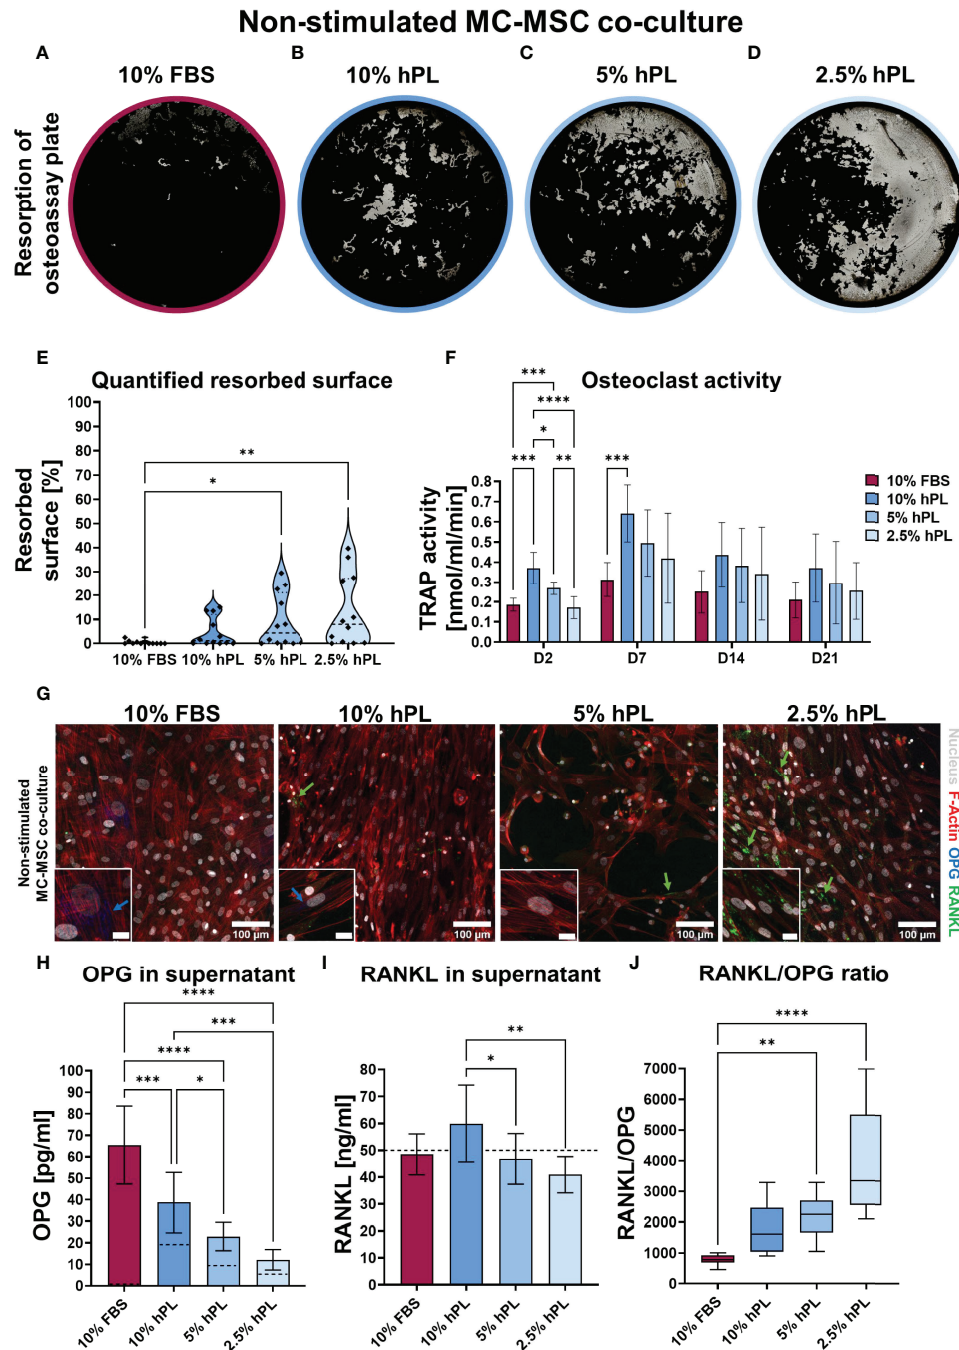 Non-stimulated MC-MSC co-culture
A B C D
10% FBS 10% hPL 5% hPL 2.5% hPL
Resorption of
osteoassay plate
E
Quantified resorbed surface
Resorbed
surface [%]
100
90
80
70
60
50
40
30
20
10
0
**
*
10% FBS 10% hPL 5% hPL 2.5% hPL
F
Osteoclast activity
TRAP activity
[nmol/ml/min]
***
****
*
*** ** ***
0.8
0.7
0.6
0.5
0.4
0.3
0.2
0.1
0.0
D2 D7 D14 D21
10% FBS
10% hPL
5% hPL
2.5% hPL
G
10% FBS 10% hPL 5% hPL 2.5% hPL
Non-stimulated
MC-MSC co-culture
100 µm 100 µm 100 µm 100 µm
Nucleus F-Actin OPG RANKL
H
OPG in supernatant
OPG [pg/ml]
****
***
****
*** *
100
90
80
70
60
50
40
30
20
10
0
10% FBS 10% hPL 5% hPL 2.5% hPL
I
RANKL in supernatant
RANKL [ng/ml]
**
*
80
70
60
50
40
30
20
10
0
10% FBS 10% hPL 5% hPL 2.5% hPL
J
RANKL/OPG ratio
RANKL/OPG
****
**
7000
6000
5000
4000
3000
2000
1000
0
10% FBS 10% hPL 5% hPL 2.5% hPL